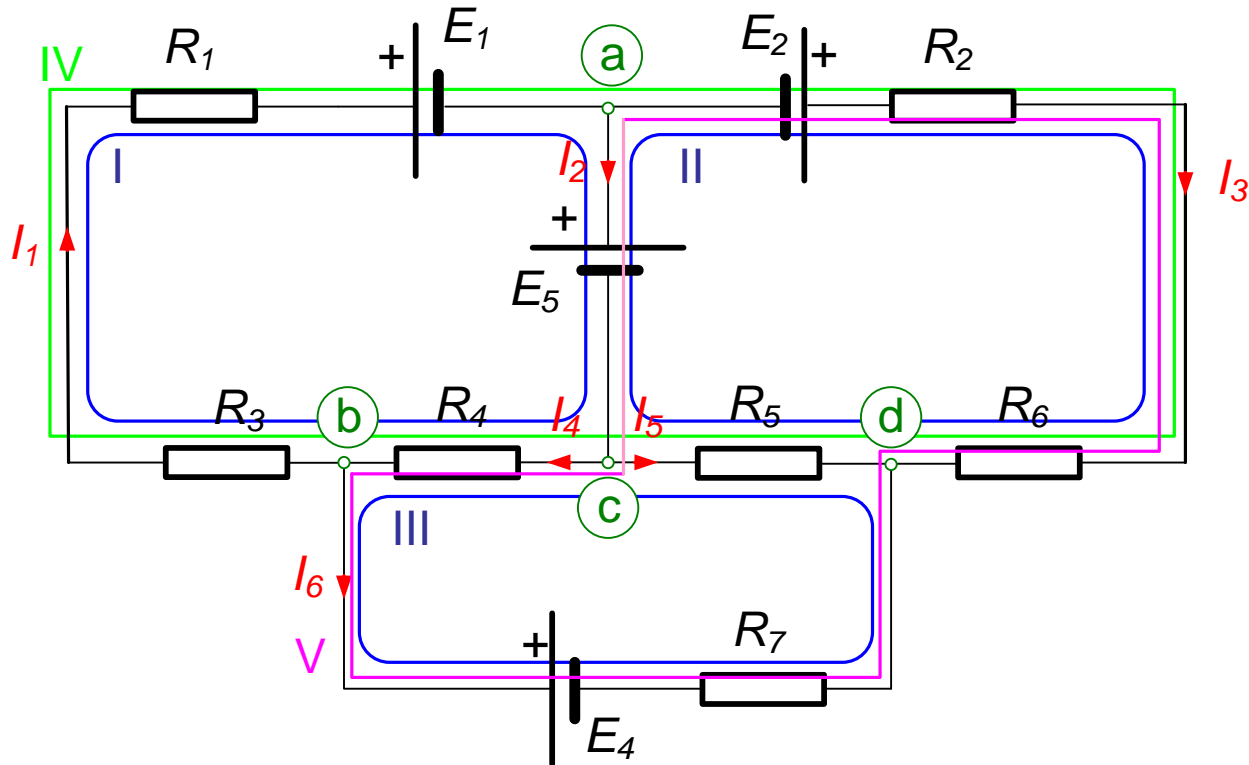 R1 + E1 a E2 + R2
IV
I I2 II I3
I1 + E5
R3 b R4 I4 I5 R5 d R6
c
III
I6
V + R7
E4